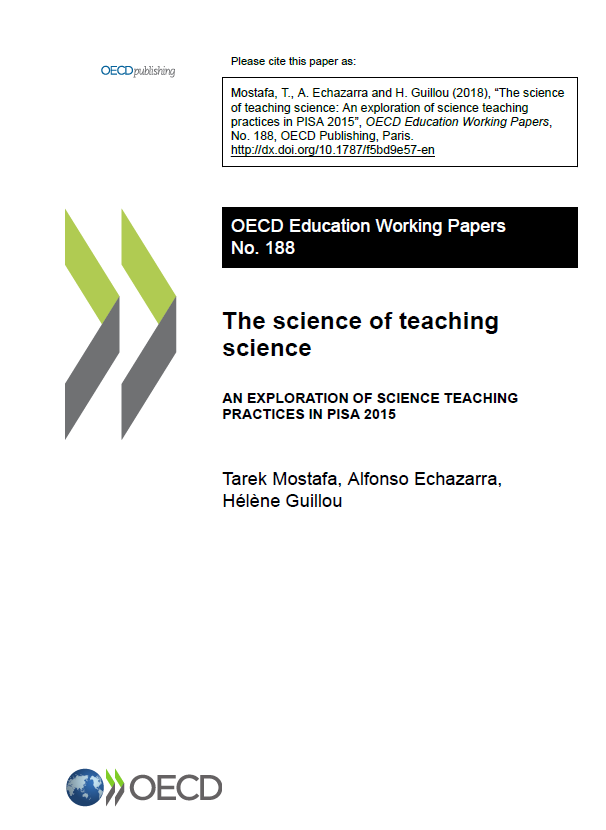 OECDpublishing
Please cite this paper as:
Mostafa, T., A. Echazarra and H. Guillou (2018), “The science
of teaching science: An exploration of science teaching
practices in PISA 2015”, OECD Education Working Papers,
No. 188, OECD Publishing, Paris.
http://dx.doi.org/10.1787/f5bd9e57-en
OECD Education Working Papers
No. 188
The science of teaching
science
AN EXPLORATION OF SCIENCE TEACHING
PRACTICES IN PISA 2015
Tarek Mostafa, Alfonso Echazarra,
Hélène Guillou
OECD